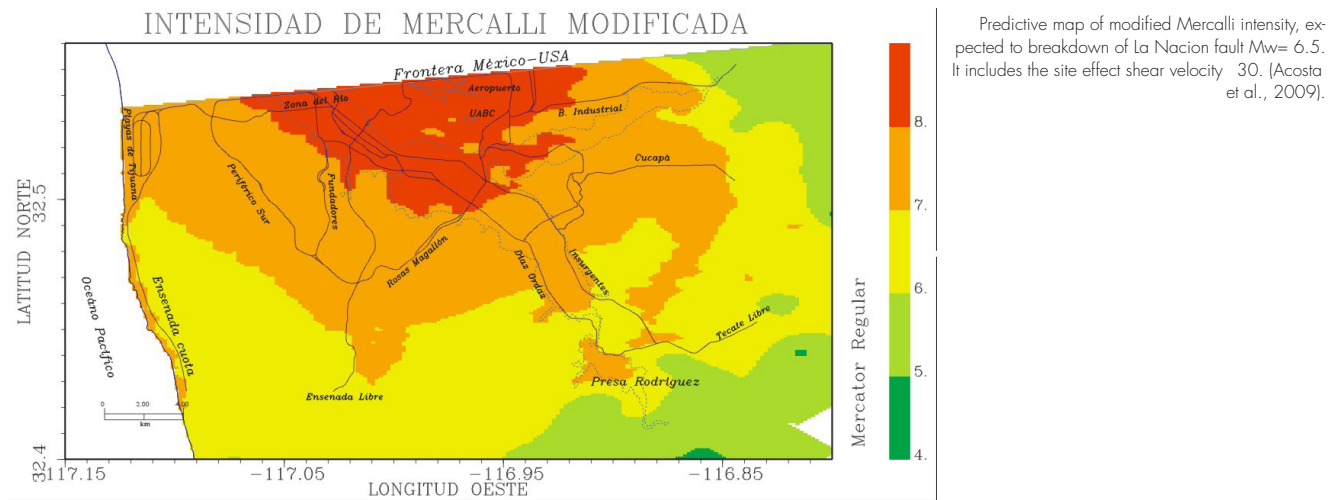 INTENSIDAD DE MERCALLI MODIFICADA
Predictive map of modified Mercalli intensity, ex-
pected to breakdown of La Nacion fault Mw= 6.5.
It includes the site effect shear velocity 30. (Acosta
et al., 2009).
Frontera México-USA
Zona del Río
Aeropuerto
UABC
B. Industrial
Playas de Tijuana
Periférico Sur
Fundadores
Cucapà
Rosas Magallón
Díaz Ordaz
Insurgentes
Ensenada cuota
Océano Pacífico
Tecate Libre
Presa Rodríguez
Ensenada Libre
0 2.00 4.00
km
LATITUD NORTE
32.5
32.4
-117.15
-117.05
-116.95
-116.85
LONGITUD OESTE
Mercator Regular
8.
7.
6.
5.
4.